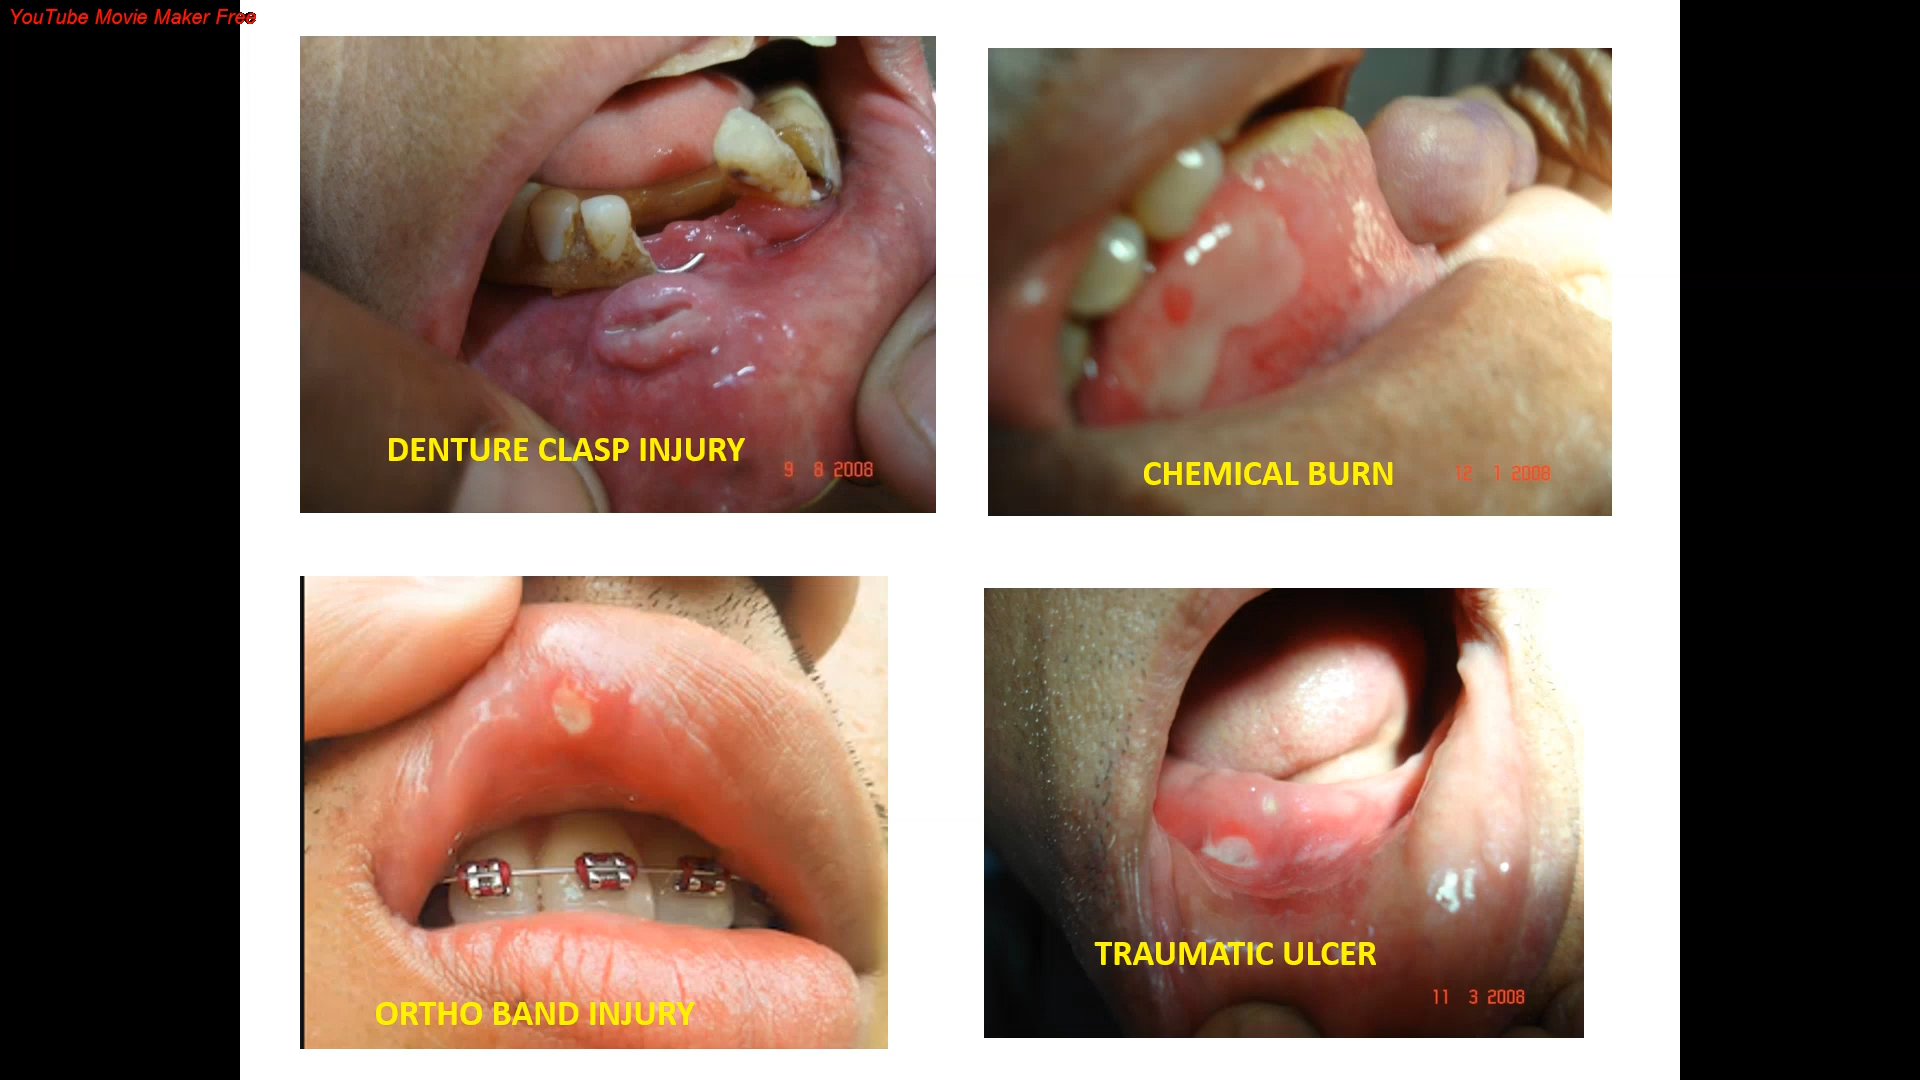 YouTube Movie Maker Free
DENTURE CLASP INJURY
9 8 2008
CHEMICAL BURN
12 1 2008
ORTHO BAND INJURY
TRAUMATIC ULCER
11 3 2008